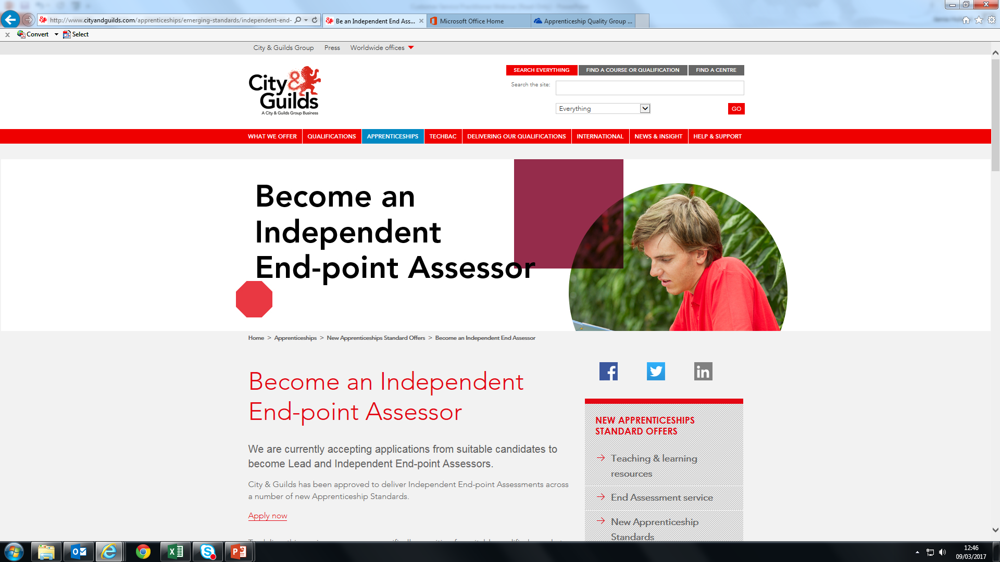 http://www.cityandguilds.com/apprenticeships/emerging-standards/independent-end-
Be an Independent End Ass...
Microsoft Office Home
Apprenticeship Quality Group ...
x Convert Select
City & Guilds Group Press Worldwide offices
City & Guilds
A City & Guilds Group Business
SEARCH EVERYTHING FIND A COURSE OR QUALIFICATION FIND A CENTRE
Search the site:
Everything
GO
WHAT WE OFFER QUALIFICATIONS APPRENTICESHIPS TECHBAC DELIVERING OUR QUALIFICATIONS INTERNATIONAL NEWS & INSIGHT HELP & SUPPORT
Become an
Independent
End-point Assessor
Home > Apprenticeships > New Apprenticeships Standard Offers > Become an Independent End Assessor
Become an Independent
End-point Assessor
We are currently accepting applications from suitable candidates to
become Lead and Independent End-point Assessors.
City & Guilds has been approved to deliver Independent End-point Assessments across
a number of new Apprenticeship Standards.
Apply now
NEW APPRENTICESHIPS
STANDARD OFFERS
Teaching & learning
resources
End Assessment service
New Apprenticeship
Standards
12:46
09/03/2017